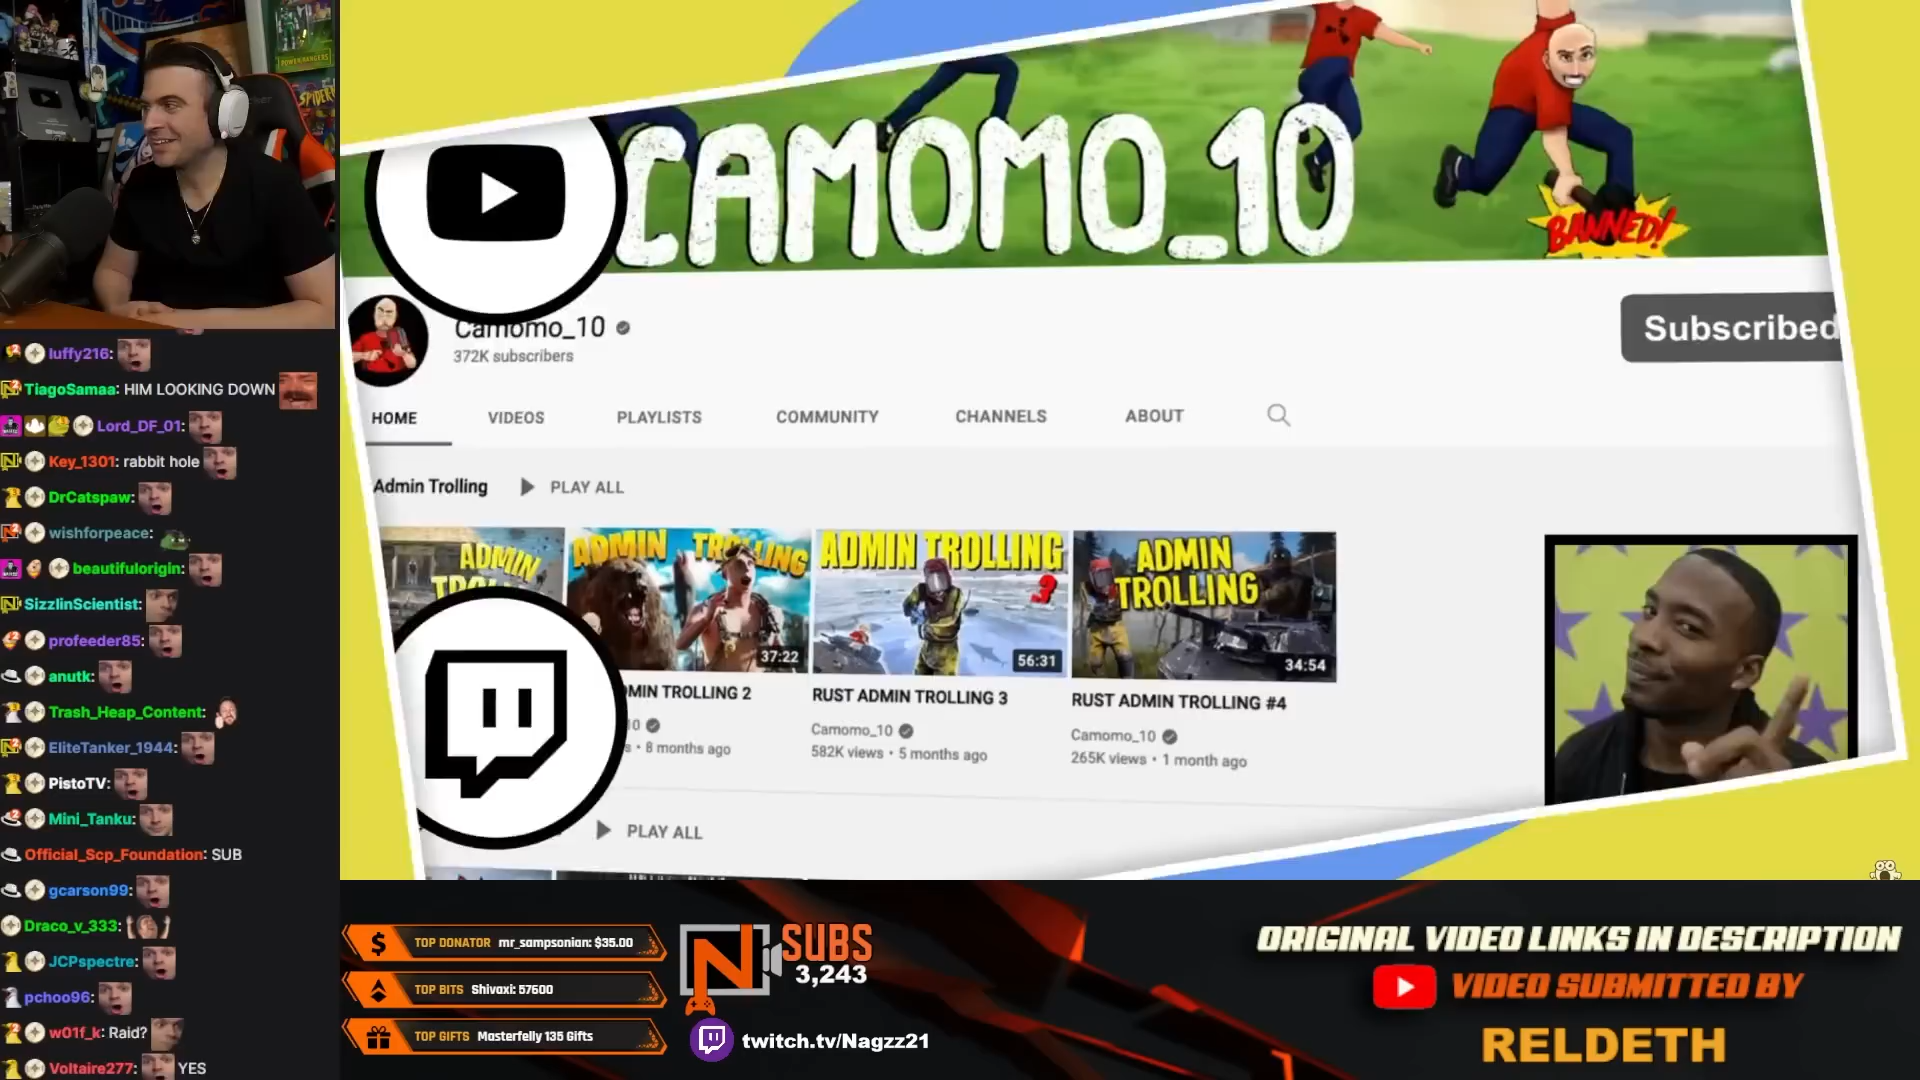 POWER RANGERS
SPIDER
luffy216:
TiagoSamaa: HIM LOOKING DOWN
Lord_DF_01:
Key_1301: rabbit hole
DrCatspaw:
wishforpeace:
beautifulorigin:
SizzlinScientist:
profeeder85:
anutk:
Trash_Heap_Content:
EliteTanker_1944:
PistoTV:
Mini_Tanku:
Official_Scp_Foundation: SUB
gcarson99:
Draco_v_333:
JCPspectre:
pchoo96:
w01f_k: Raid?
Voltaire277: YES
CAMOMO_10
BANNED!
Camomo_10
372K subscribers
Subscribed
HOME VIDEOS PLAYLISTS COMMUNITY CHANNELS ABOUT
Admin Trolling PLAY ALL
ADMIN
ADMIN TROLLING
37:22
ADMIN TROLLING
3
56:31
ADMIN
TROLLING
34:54
MIN TROLLING 2
8 months ago
RUST ADMIN TROLLING 3
Camomo_10
582K views • 5 months ago
RUST ADMIN TROLLING #4
Camomo_10
265K views • 1 month ago
PLAY ALL
TOP DONATOR mr_sampsonian: $35.00
TOP BITS Shivaxi: 57600
TOP GIFTS Masterfelly 135 Gifts
N
SUBS
3,243
twitch.tv/Nagzz21
ORIGINAL VIDEO LINKS IN DESCRIPTION
VIDEO SUBMITTED BY
RELDETH